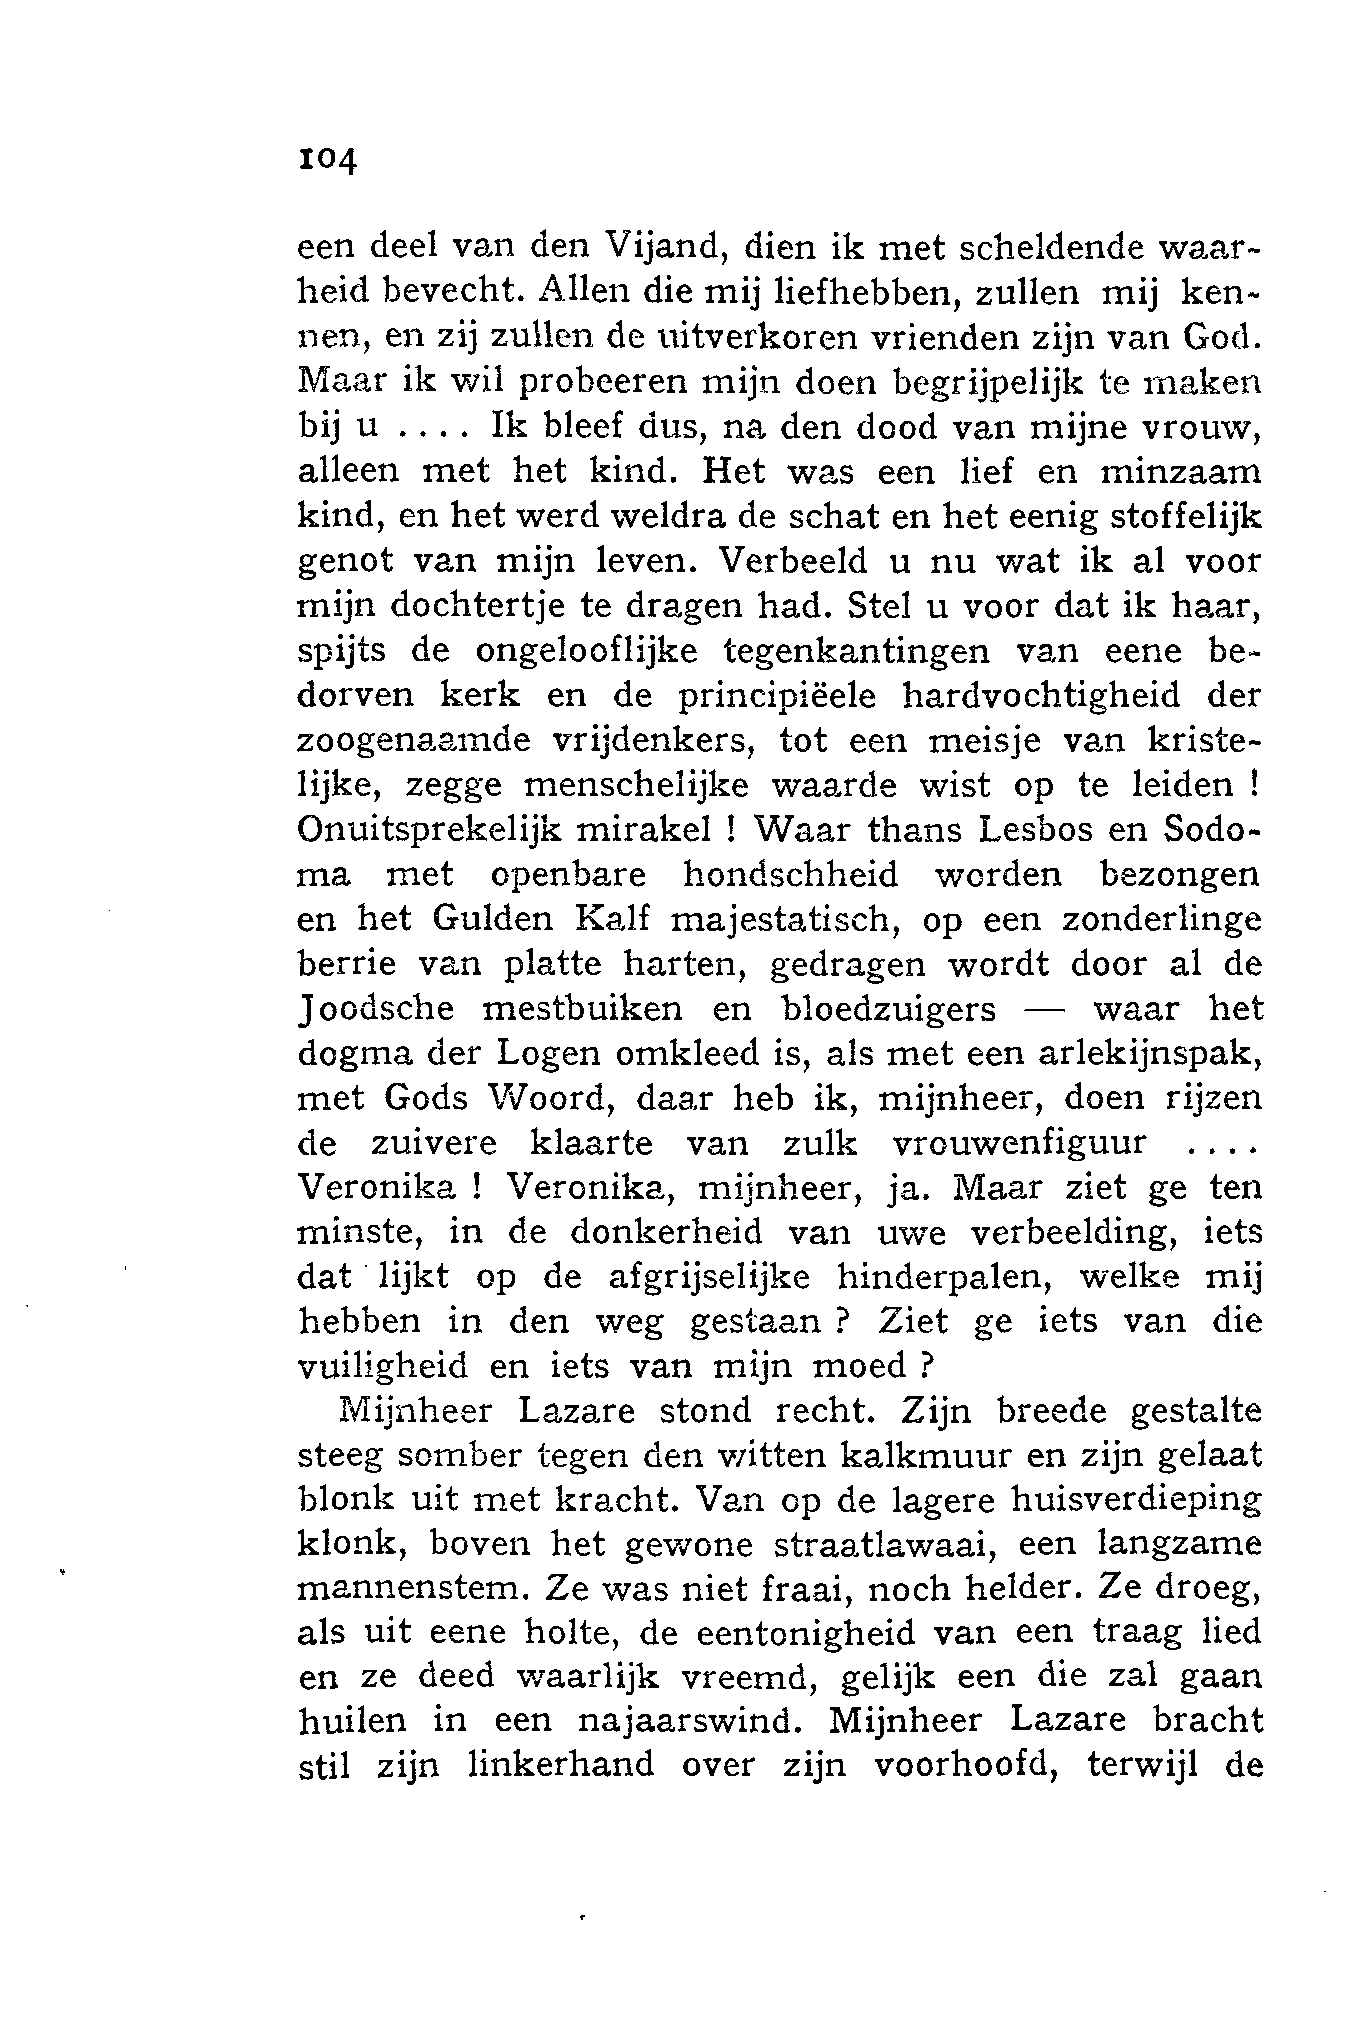 104
een deel van den Vijand, dien ik met scheldende waar-
heid bevecht. Allen die mij liefhebben, zullen mij ken-
nen, en zij zullen de uitverkoren vrienden zijn van God.
Maar ik wil probeeren mijn doen begrijpelijk te maken
bij u .... Ik bleef dus, na den dood van mijne vrouw,
alleen met het kind. Het was een lief en minzaam
kind, en het werd weldra de schat en het eenig stoffelijk
genot van mijn leven. Verbeeld u nu wat ik al voor
mijn dochtertje te dragen had. Stel u voor dat ik haar,
spijts de ongelooflijke tegenkantingen van eene be-
dorven kerk en de principiëele hardvochtigheid der
zoogenaamde vrijdenkers, tot een meisje van kriste-
lijke, zegge menschelijke waarde wist op te leiden !
Onuitsprekelijk mirakel ! Waar thans Lesbos en Sodo-
ma met openbare hondschheid worden bezongen
en het Gulden Kalf majestatisch, op een zonderlinge
berrie van platte harten, gedragen wordt door al de
Joodsche mestbuiken en bloedzuigers — waar het
dogma der Logen omkleed is, als met een arlekijnspak,
met Gods Woord, daar heb ik, mijnheer, doen rijzen
de zuivere klaarte van zulk vrouwenfiguur ....
Veronika ! Veronika, mijnheer, ja. Maar ziet ge ten
minste, in de donkerheid van uwe verbeelding, iets
dat lijkt op de afgrijselijke hinderpalen, welke mij
hebben in den weg gestaan ? Ziet ge iets van die
vuiligheid en iets van mijn moed ?
Mijnheer Lazare stond recht. Zijn breede gestalte
steeg somber tegen den witten kalkmuur en zijn gelaat
blonk uit met kracht. Van op de lagere huisverdieping
klonk, boven het gewone straatlawaai, een langzame
mannenstem. Ze was niet fraai, noch helder. Ze droeg,
als uit eene holte, de eentonigheid van een traag lied
en ze deed waarlijk vreemd, gelijk een die zal gaan
huilen in een najaarswind. Mijnheer Lazare bracht
stil zijn linkerhand over zijn voorhoofd, terwijl de